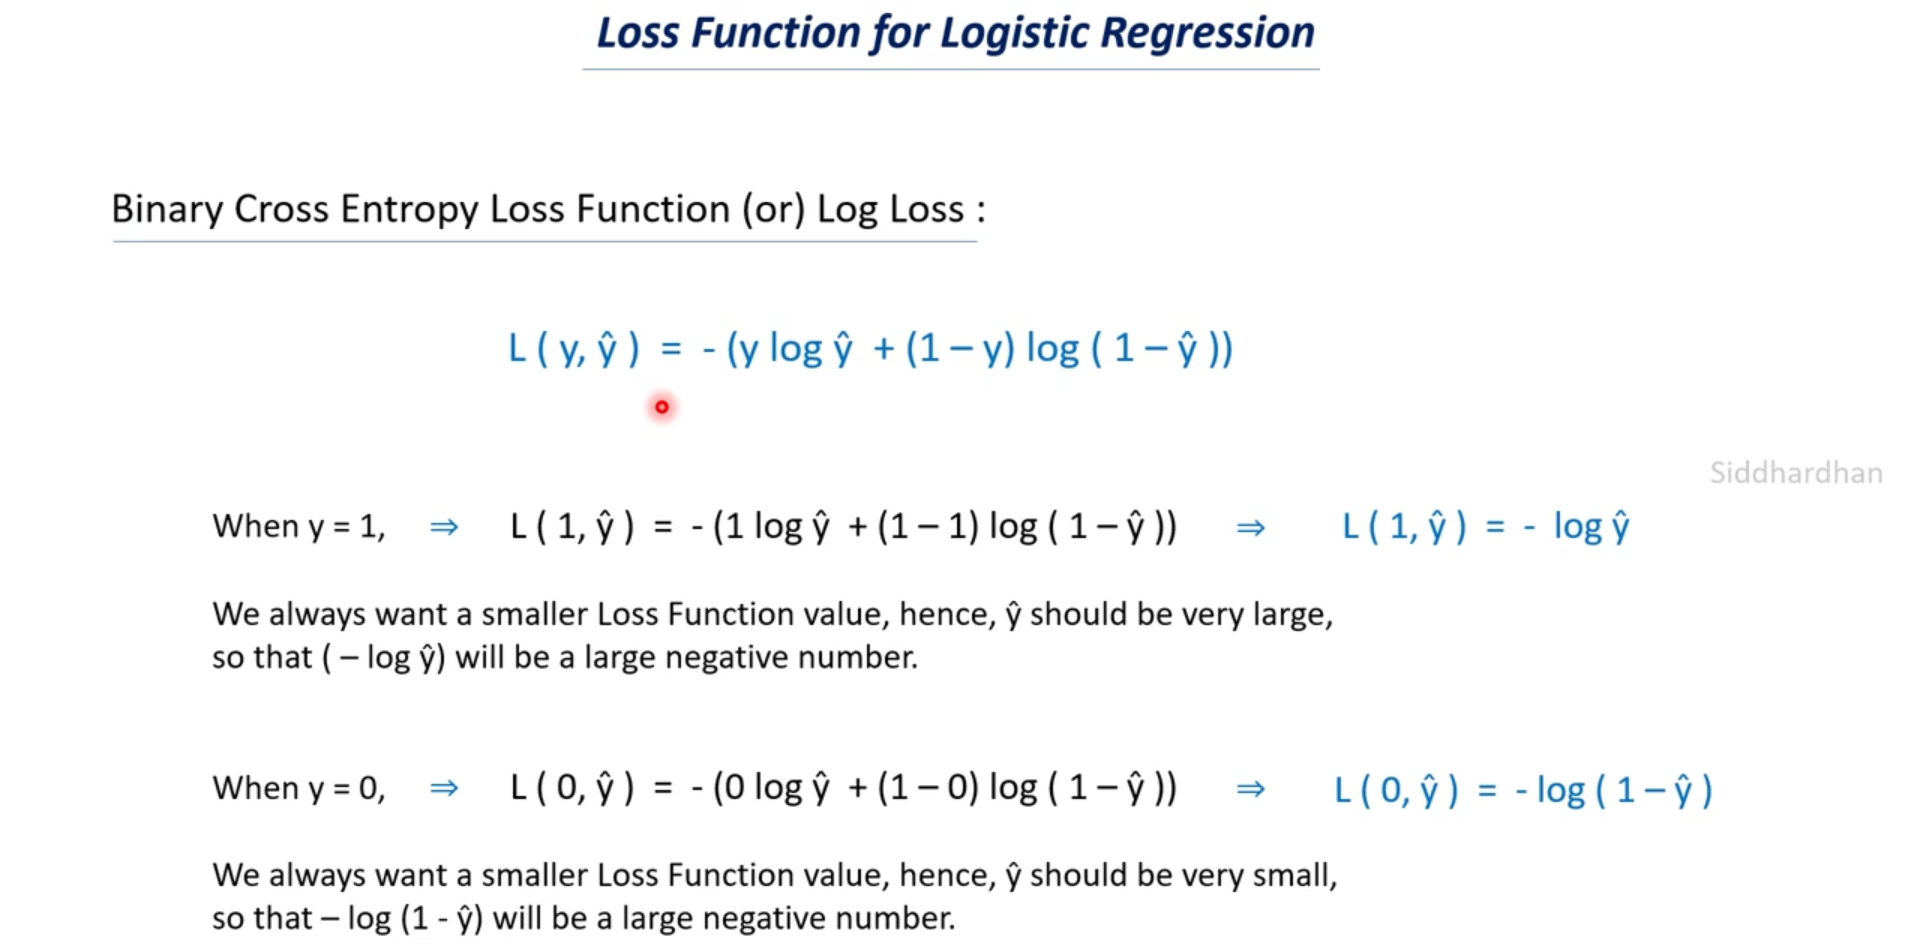 Loss Function for Logistic Regression
Binary Cross Entropy Loss Function (or) Log Loss :
L ( y, ŷ ) = - (y log ŷ + (1 – y) log ( 1 – ŷ ))
Siddhardhan
When y = 1, ⇒ L ( 1, ŷ ) = - (1 log ŷ + (1 – 1) log ( 1 – ŷ )) ⇒ L ( 1, ŷ ) = - log ŷ
We always want a smaller Loss Function value, hence, ŷ should be very large,
so that ( – log ŷ) will be a large negative number.
When y = 0, ⇒ L ( 0, ŷ ) = - (0 log ŷ + (1 – 0) log ( 1 – ŷ )) ⇒ L ( 0, ŷ ) = - log ( 1 – ŷ )
We always want a smaller Loss Function value, hence, ŷ should be very small,
so that – log (1 - ŷ) will be a large negative number.